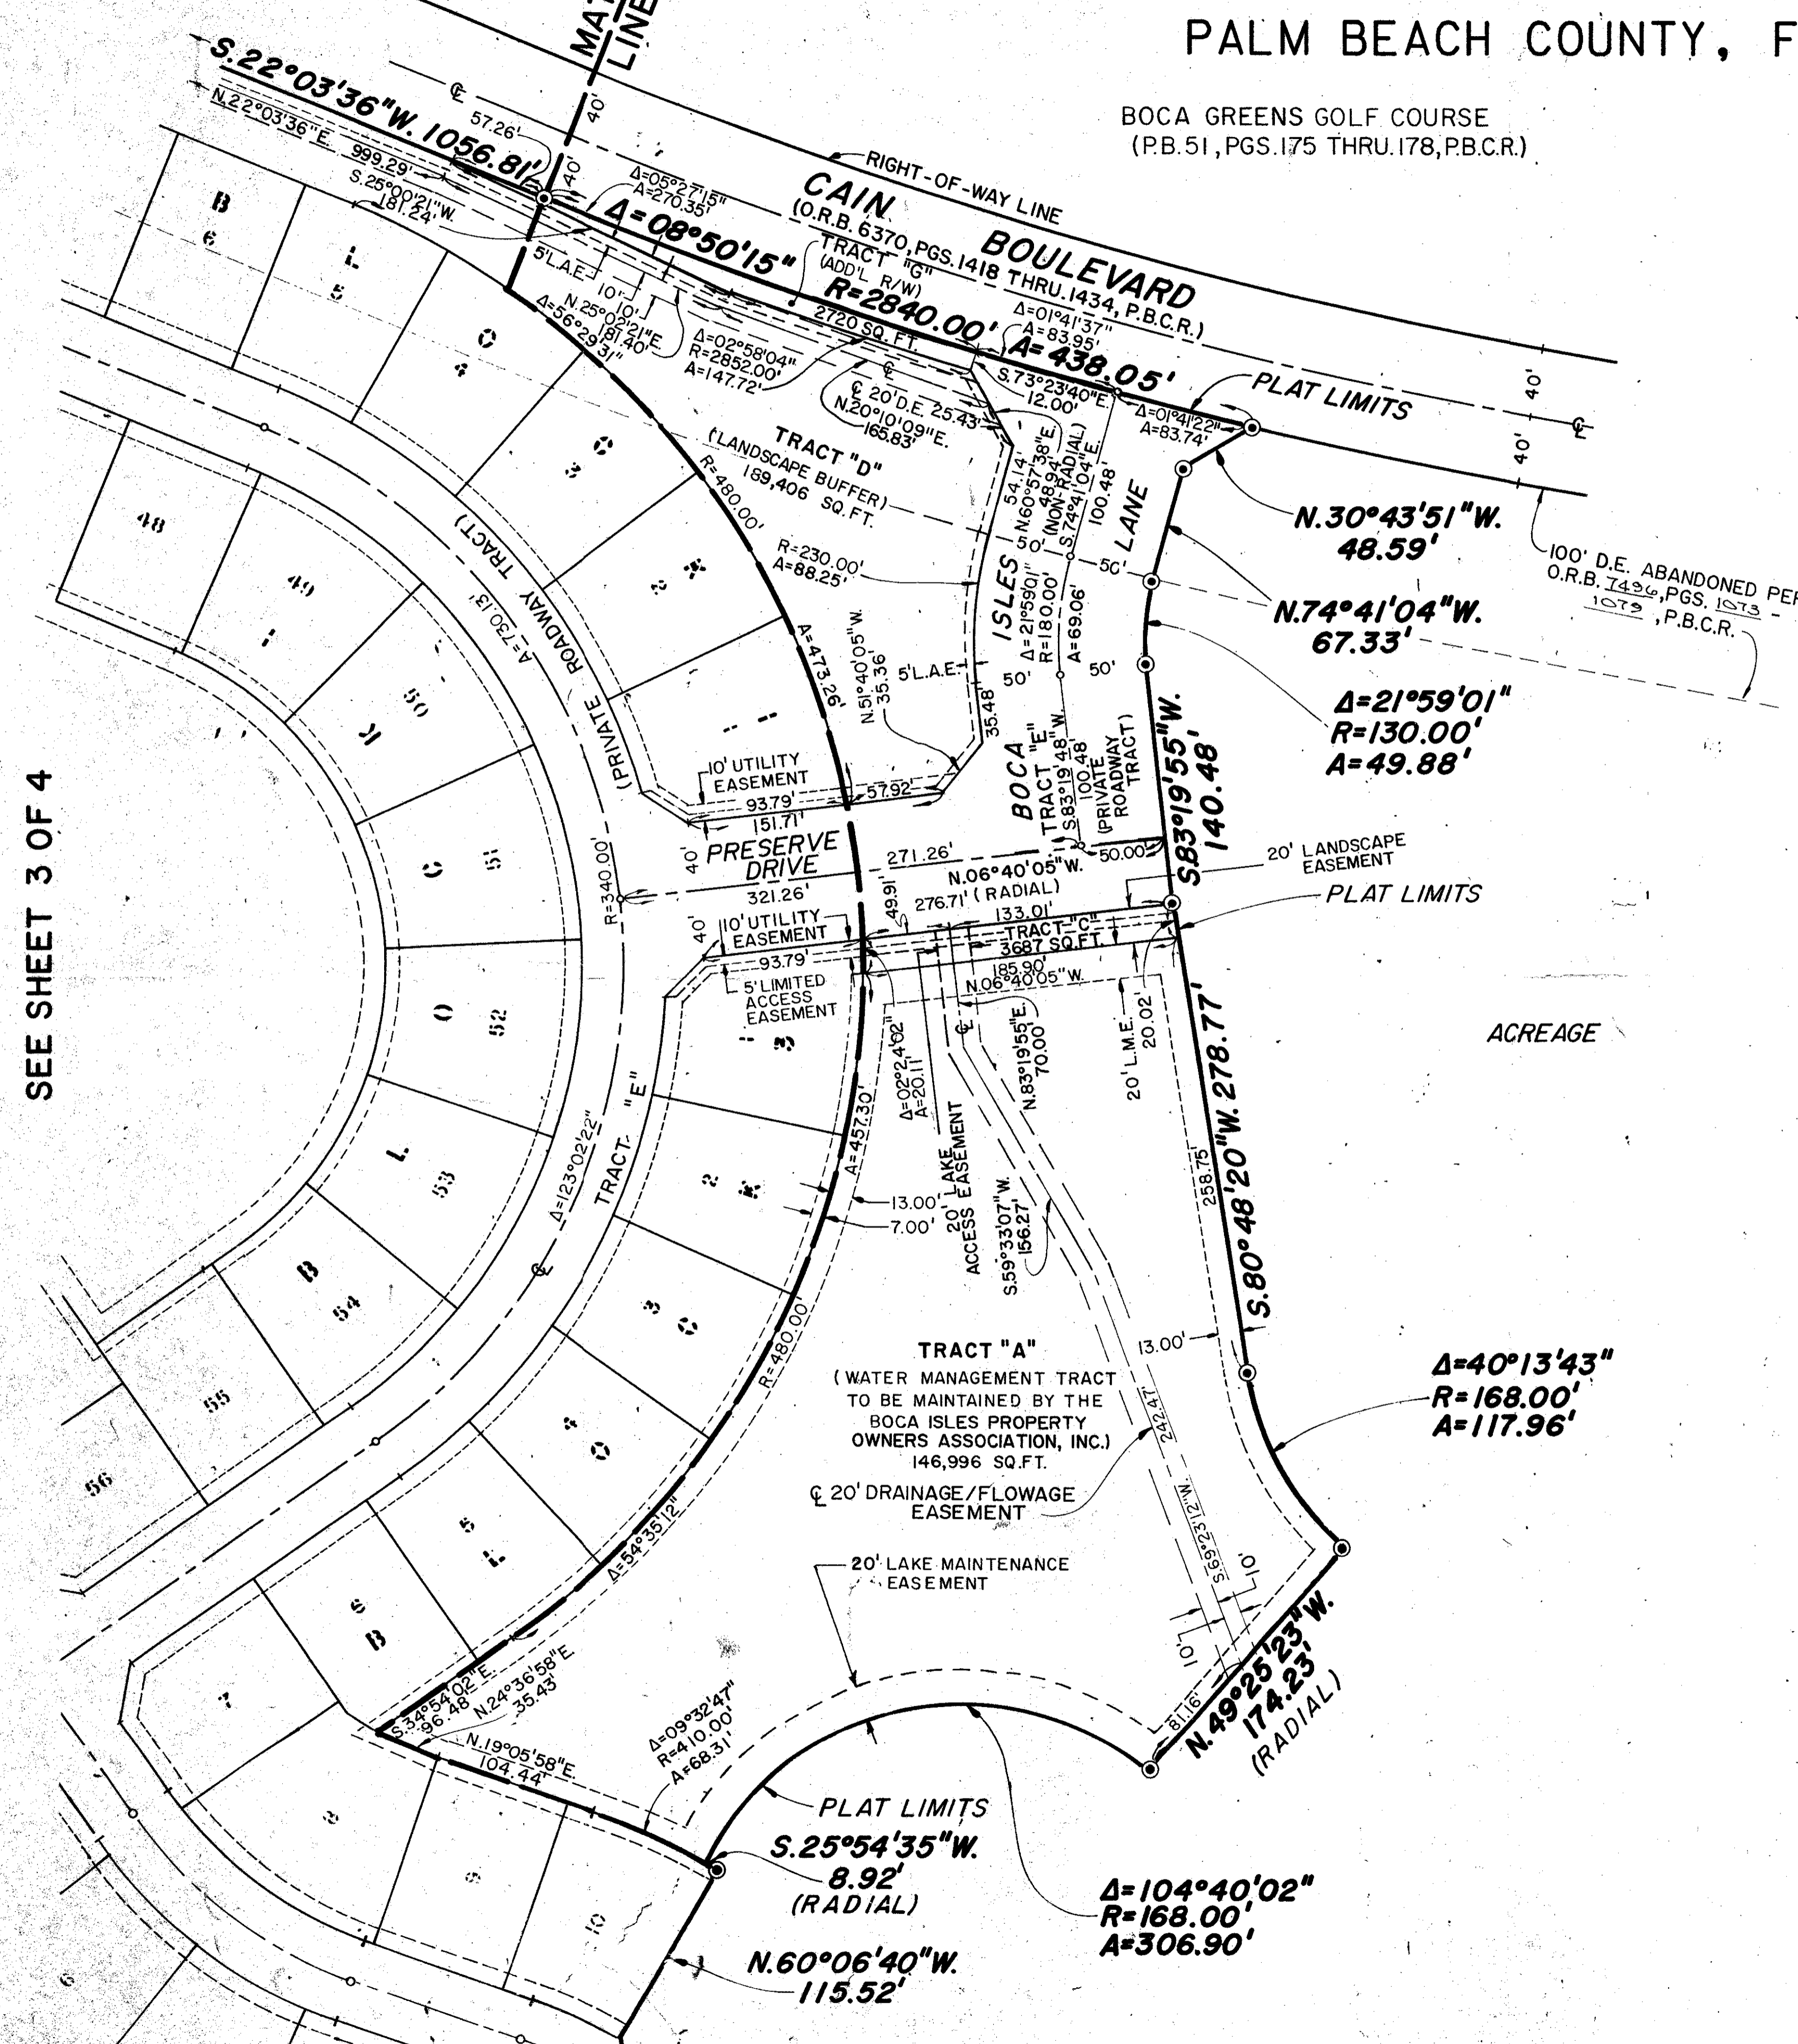 PALM BEACH COUNTY, F
BOCA GREENS GOLF COURSE
(P.B. 51, PGS. 175 THRU. 178, P.B.C.R.)
MAT
LINE
S.22°03'36"W. 1056.81'
N.22°03'36"E.
999.29'
S.25°00'21"W.
181.24'
℄
57.26'
40'
40'
RIGHT-OF-WAY LINE
CAIN BOULEVARD
(O.R.B. 6370, PGS. 1418 THRU. 1434, P.B.C.R.)
Δ=05°27'15"
A=270.35'
Δ=08°50'15"
R=2840.00'
A=438.05'
TRACT "G"
(ADD'L R/W)
2720 SQ. FT.
Δ=01°41'37"
A=83.95'
S.73°23'40"E.
12.00'
Δ=01°41'22"
A=83.74'
PLAT LIMITS
40'
℄
40'
5' L.A.E.
10'
10'
N.25°02'21"E.
181.40'
Δ=56°29'31"
Δ=02°58'04"
R=2852.00'
A=147.72'
℄
℄ 20' D.E. 25.43'
N.20°10'09"E.
165.83'
TRACT "D"
(LANDSCAPE BUFFER)
189,406 SQ. FT.
R=480.00'
R=230.00'
A=88.25'
54.14'
N.60°57'38"E.
48.94'
(NON-RADIAL)
S.74°41'04"E.
100.48'
BOCA ISLES LANE
50'
50'
N.30°43'51"W.
48.59'
100' D.E. ABANDONED PER
O.R.B. 7496, PGS. 1073 -
1079, P.B.C.R.
N.74°41'04"W.
67.33'
Δ=21°59'01"
R=180.00'
A=69.06'
Δ=21°59'01"
R=130.00'
A=49.88'
50'
50'
5' L.A.E.
A=473.26'
N.51°40'05"W.
35.36'
35.48'
TRACT "E"
S.83°19'48"W.
100.48'
(PRIVATE
ROADWAY
TRACT)
S.83°19'55"W.
140.48'
B
6
L
5
O
4
C
3
K
2
1
48
49
K
50
C
51
O
52
L
53
B
54
55
56
(PRIVATE ROADWAY TRACT)
A=730.13'
R=340.00'
Δ=123°02'22"
TRACT "E"
℄
10' UTILITY
EASEMENT
93.79'
57.92'
151.71'
40'
PRESERVE
DRIVE
271.26'
321.26'
N.06°40'05"W.
276.71' (RADIAL)
50.00'
20' LANDSCAPE
EASEMENT
PLAT LIMITS
49.91'
133.01'
40'
10' UTILITY
EASEMENT
93.79'
TRACT "C"
3687 SQ. FT.
185.90'
N.06°40'05"W.
5' LIMITED
ACCESS
EASEMENT
SEE SHEET 3 OF 4
Δ=02°24'02"
A=20.11'
℄
N.83°19'55"E.
70.00'
20' L.M.E.
20.02'
S.80°48'20"W. 278.77'
258.75'
ACREAGE
A=457.30'
13.00'
7.00'
20' LAKE
ACCESS EASEMENT
S.59°33'07"W.
156.27'
2
K
3
C
4
O
5
L
6
B
7
R=480.00'
Δ=54°35'12"
TRACT "A"
(WATER MANAGEMENT TRACT
TO BE MAINTAINED BY THE
BOCA ISLES PROPERTY
OWNERS ASSOCIATION, INC.)
146,996 SQ.FT.
13.00'
242.47
S.69°23'12"W.
℄ 20' DRAINAGE/FLOWAGE
EASEMENT
20' LAKE MAINTENANCE
EASEMENT
Δ=40°13'43"
R=168.00'
A=117.96'
10'
10'
81.16'
N.49°25'23"W.
174.23'
(RADIAL)
S.34°54'02"E.
96.48'
N.24°36'58"E.
35.43'
N.19°05'58"E.
104.44'
Δ=09°32'47"
R=410.00'
A=68.31'
PLAT LIMITS
S.25°54'35"W.
8.92'
(RADIAL)
Δ=104°40'02"
R=168.00'
A=306.90'
N.60°06'40"W.
115.52'
9
10
6